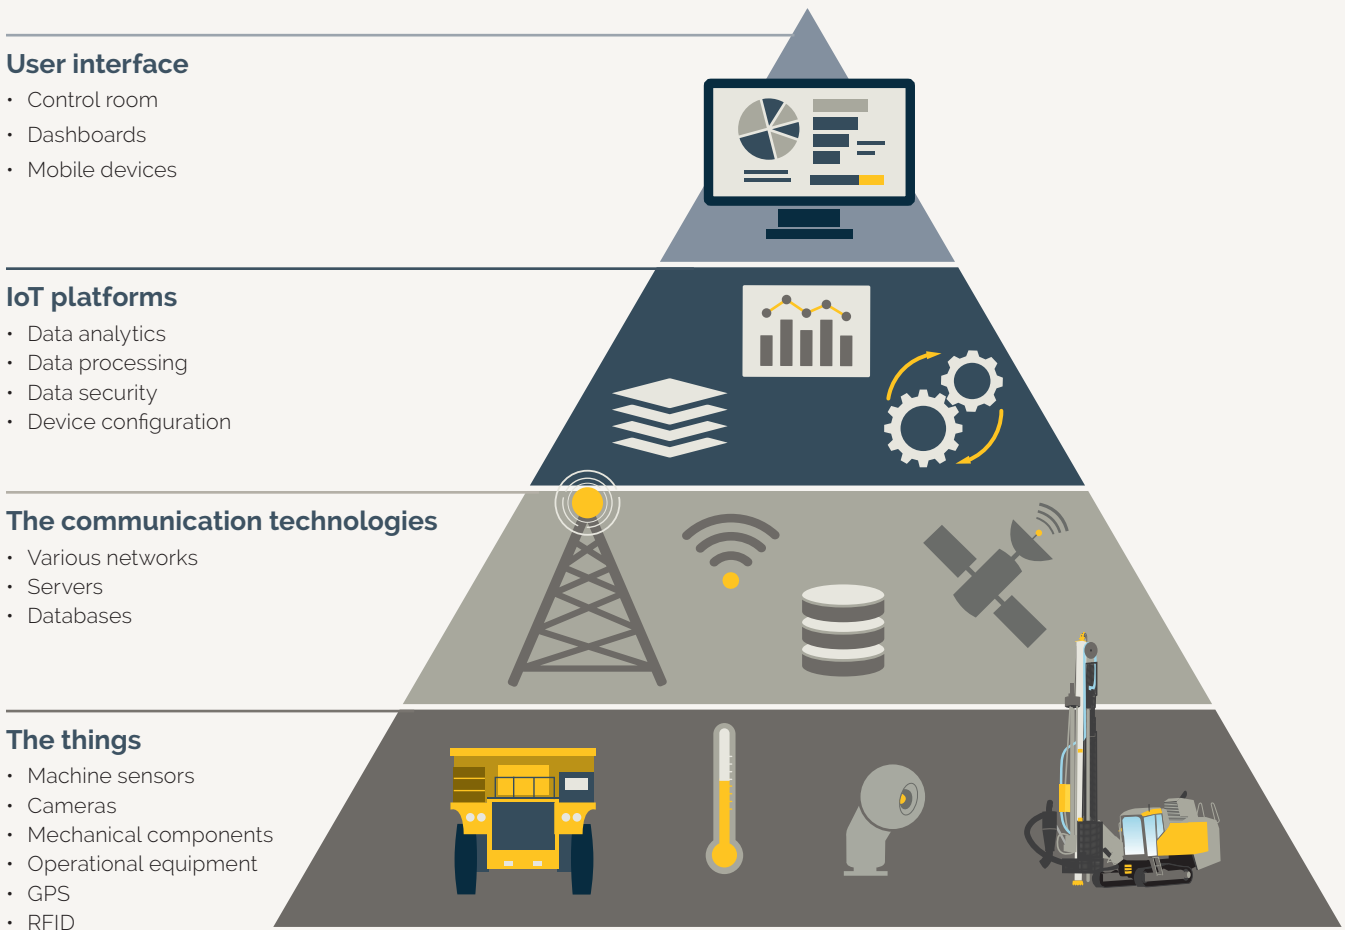 User interface
• Control room
• Dashboards
• Mobile devices
IoT platforms
• Data analytics
• Data processing
• Data security
• Device configuration
The communication technologies
• Various networks
• Servers
• Databases
The things
• Machine sensors
• Cameras
• Mechanical components
• Operational equipment
• GPS
• RFID